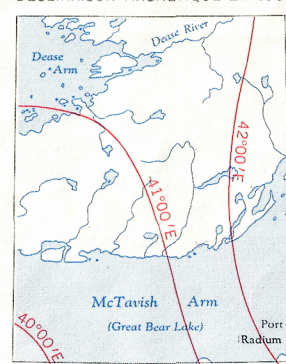 Dease River
Dease
Arm
42°00'E
41°00'E
McTavish Arm
(Great Bear Lake)
Port
Radium
40°00'E